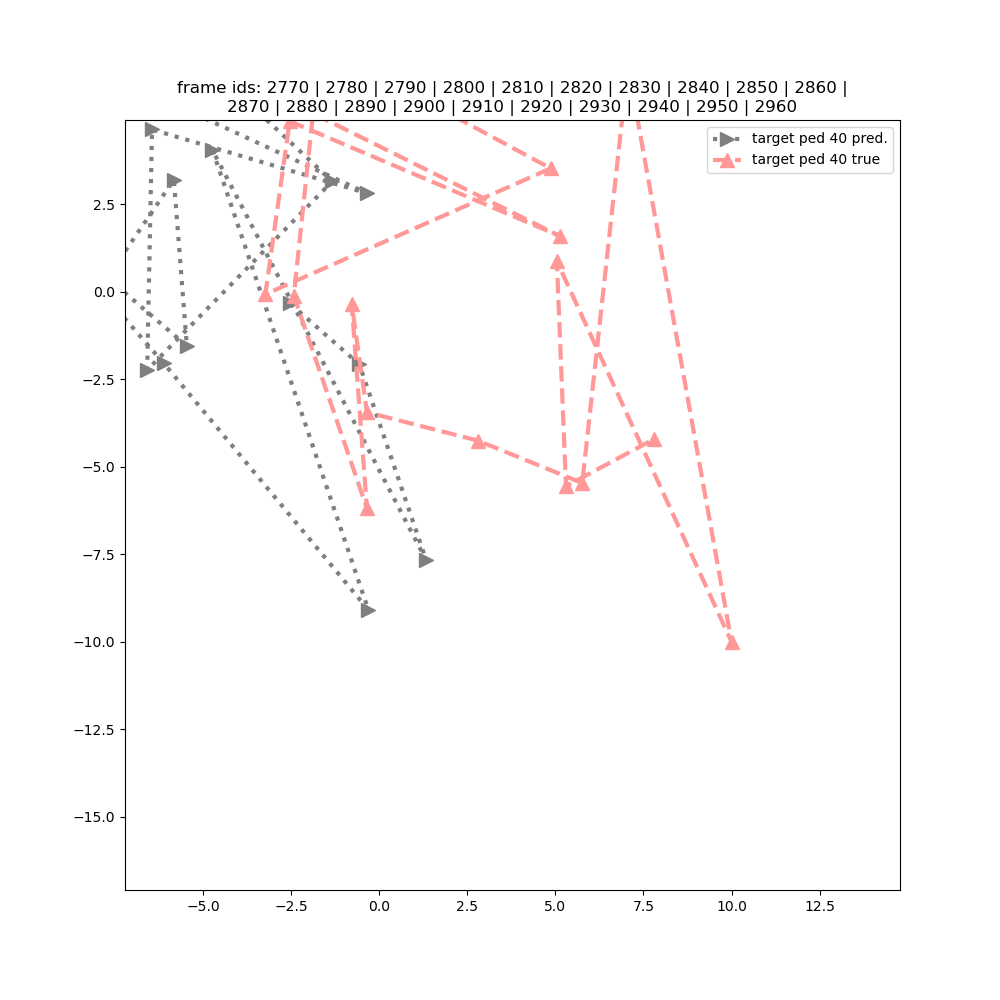 frame ids: 2770 | 2780 | 2790 | 2800 | 2810 | 2820 | 2830 | 2840 | 2850 | 2860 |
2870 | 2880 | 2890 | 2900 | 2910 | 2920 | 2930 | 2940 | 2950 | 2960
target ped 40 pred.
target ped 40 true
2.5
0.0
−2.5
−5.0
−7.5
−10.0
−12.5
−15.0
−5.0 −2.5 0.0 2.5 5.0 7.5 10.0 12.5